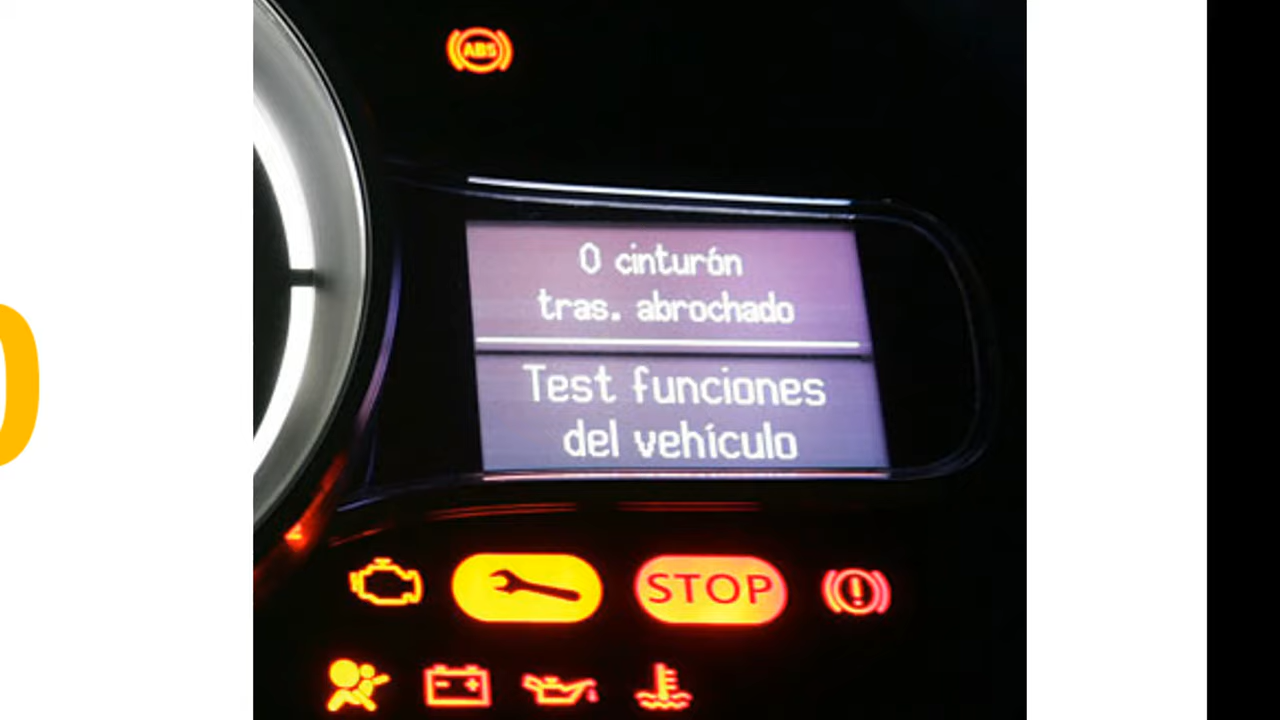 ABS
0 cinturón
tras. abrochado
Test funciones
del vehículo
STOP